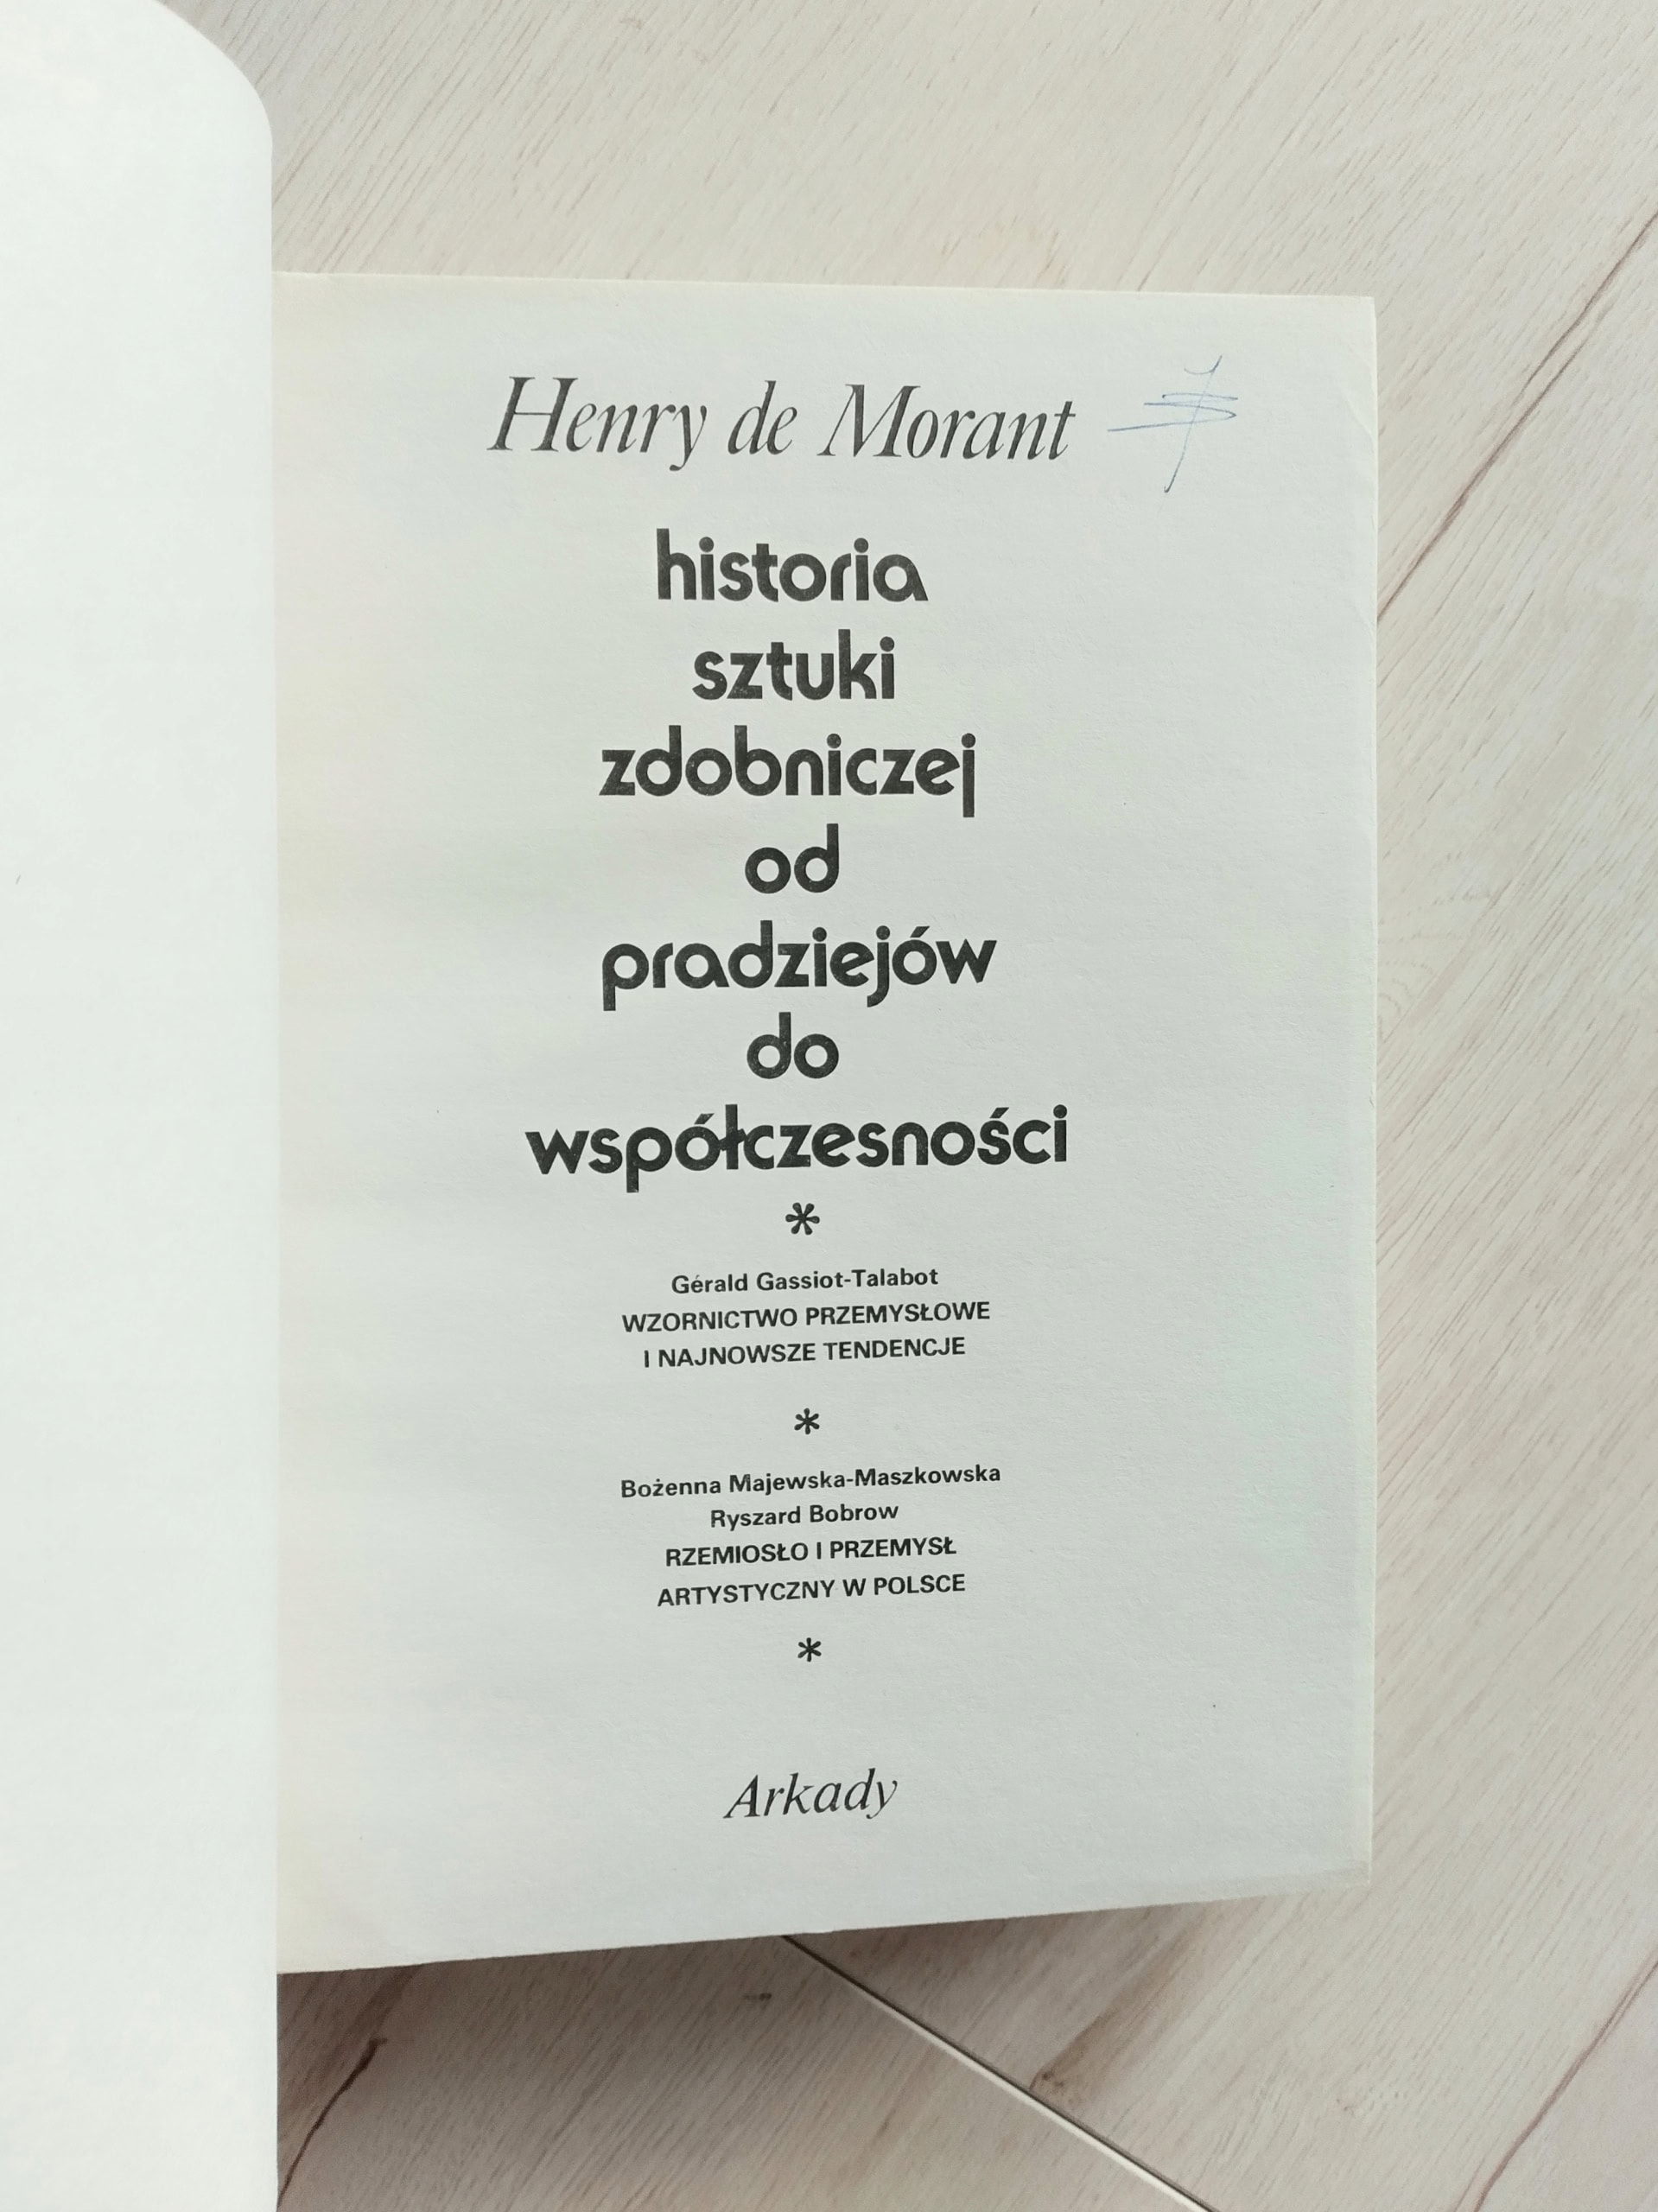 Henry de Morant
historia
sztuki
zdobniczej
od
pradziejów
do
współczesności
*
Gérald Gassiot-Talabot
WZORNICTWO PRZEMYSŁOWE
I NAJNOWSZE TENDENCJE
*
Bożenna Majewska-Maszkowska
Ryszard Bobrow
RZEMIOSŁO I PRZEMYSŁ
ARTYSTYCZNY W POLSCE
*
Arkady